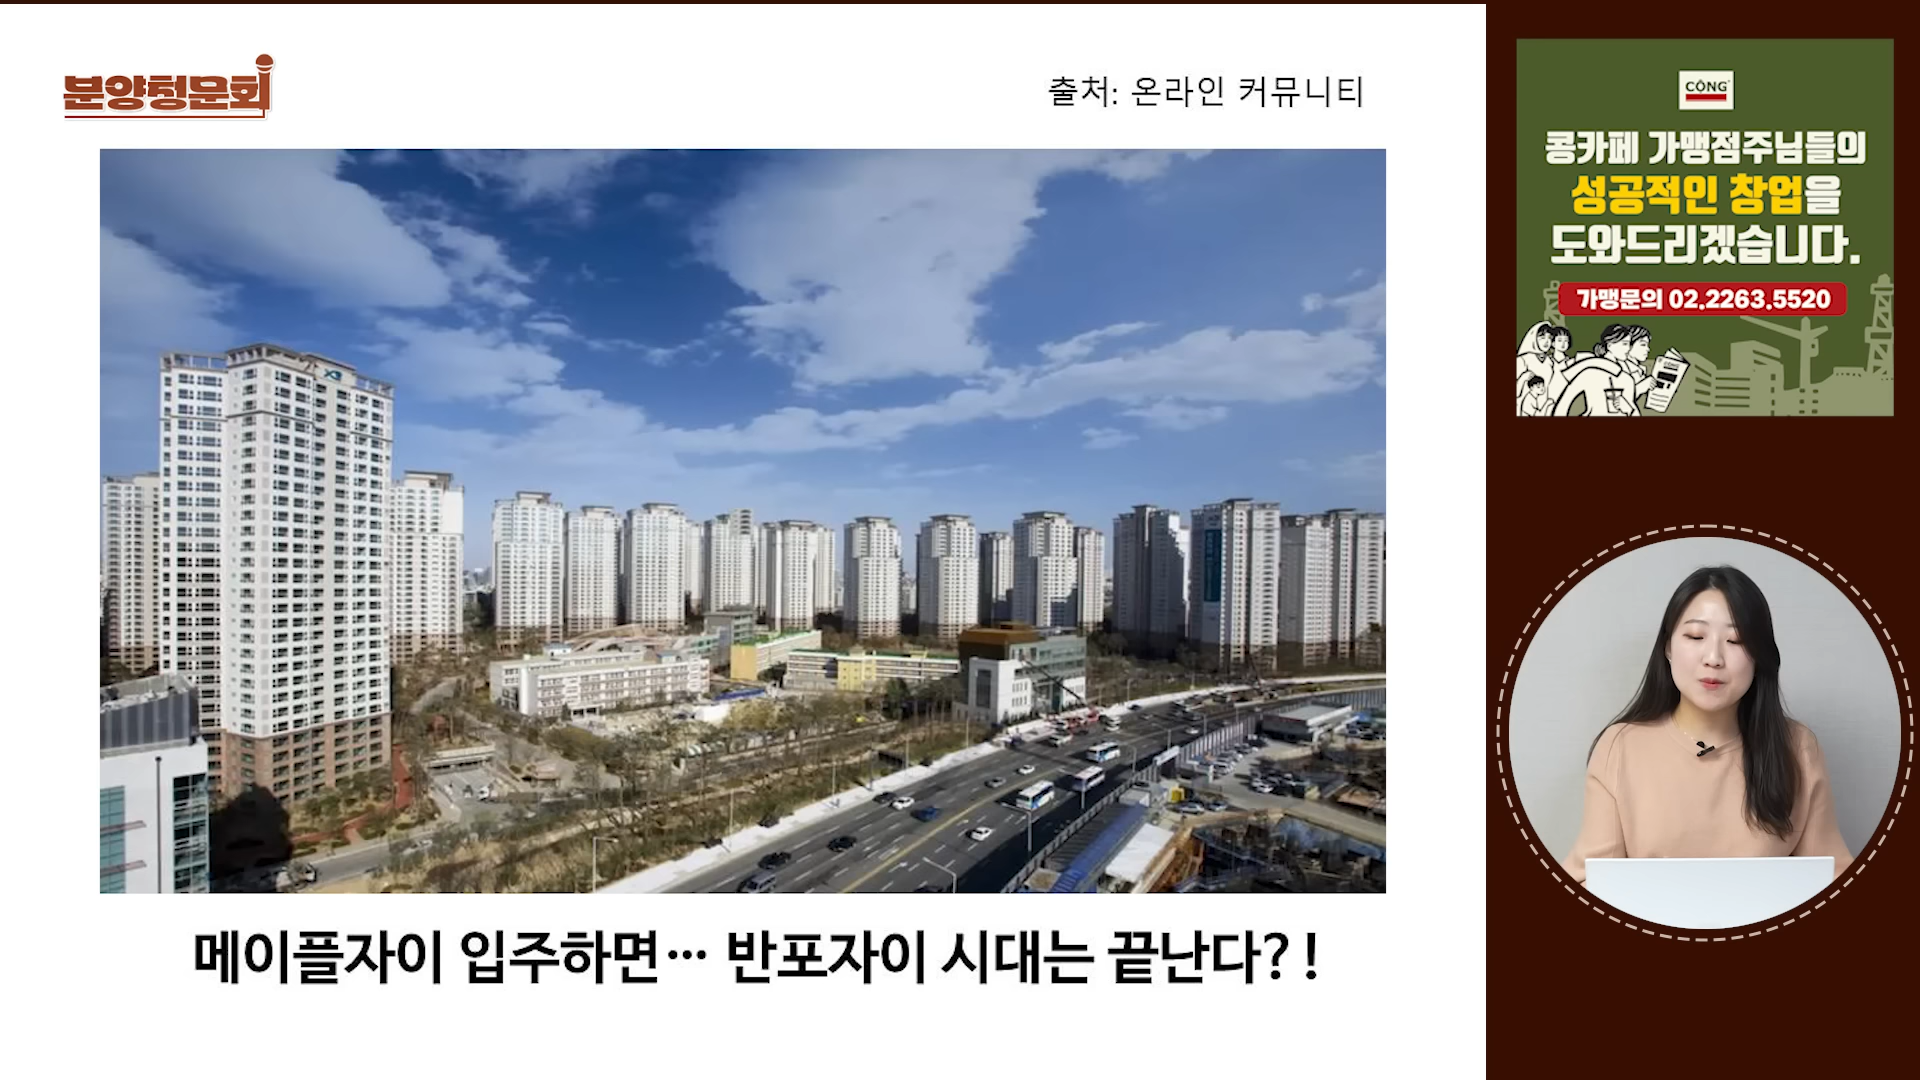 분양청문회
출처: 온라인 커뮤니티
메이플자이 입주하면… 반포자이 시대는 끝난다?!
CỘNG
콩카페 가맹점주님들의
성공적인 창업을
도와드리겠습니다.
가맹문의 02.2263.5520